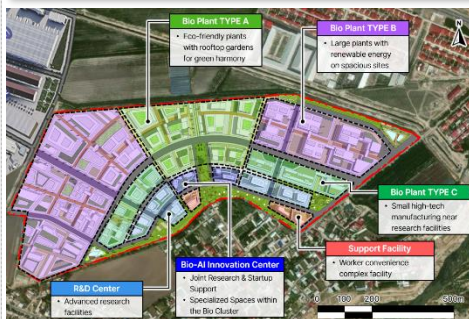 Bio Plant TYPE A
• Eco-friendly plants
with rooftop gardens
for green harmony
Bio Plant TYPE B
• Large plants with
renewable energy
on spacious sites
N
Bio Plant TYPE C
• Small high-tech
manufacturing near
research facilities
Support Facility
• Worker convenience
complex facility
Bio-AI Innovation Center
• Joint Research & Startup
Support
• Specialized Spaces within
the Bio Cluster
R&D Center
• Advanced research
facilities
0 100 200 500m